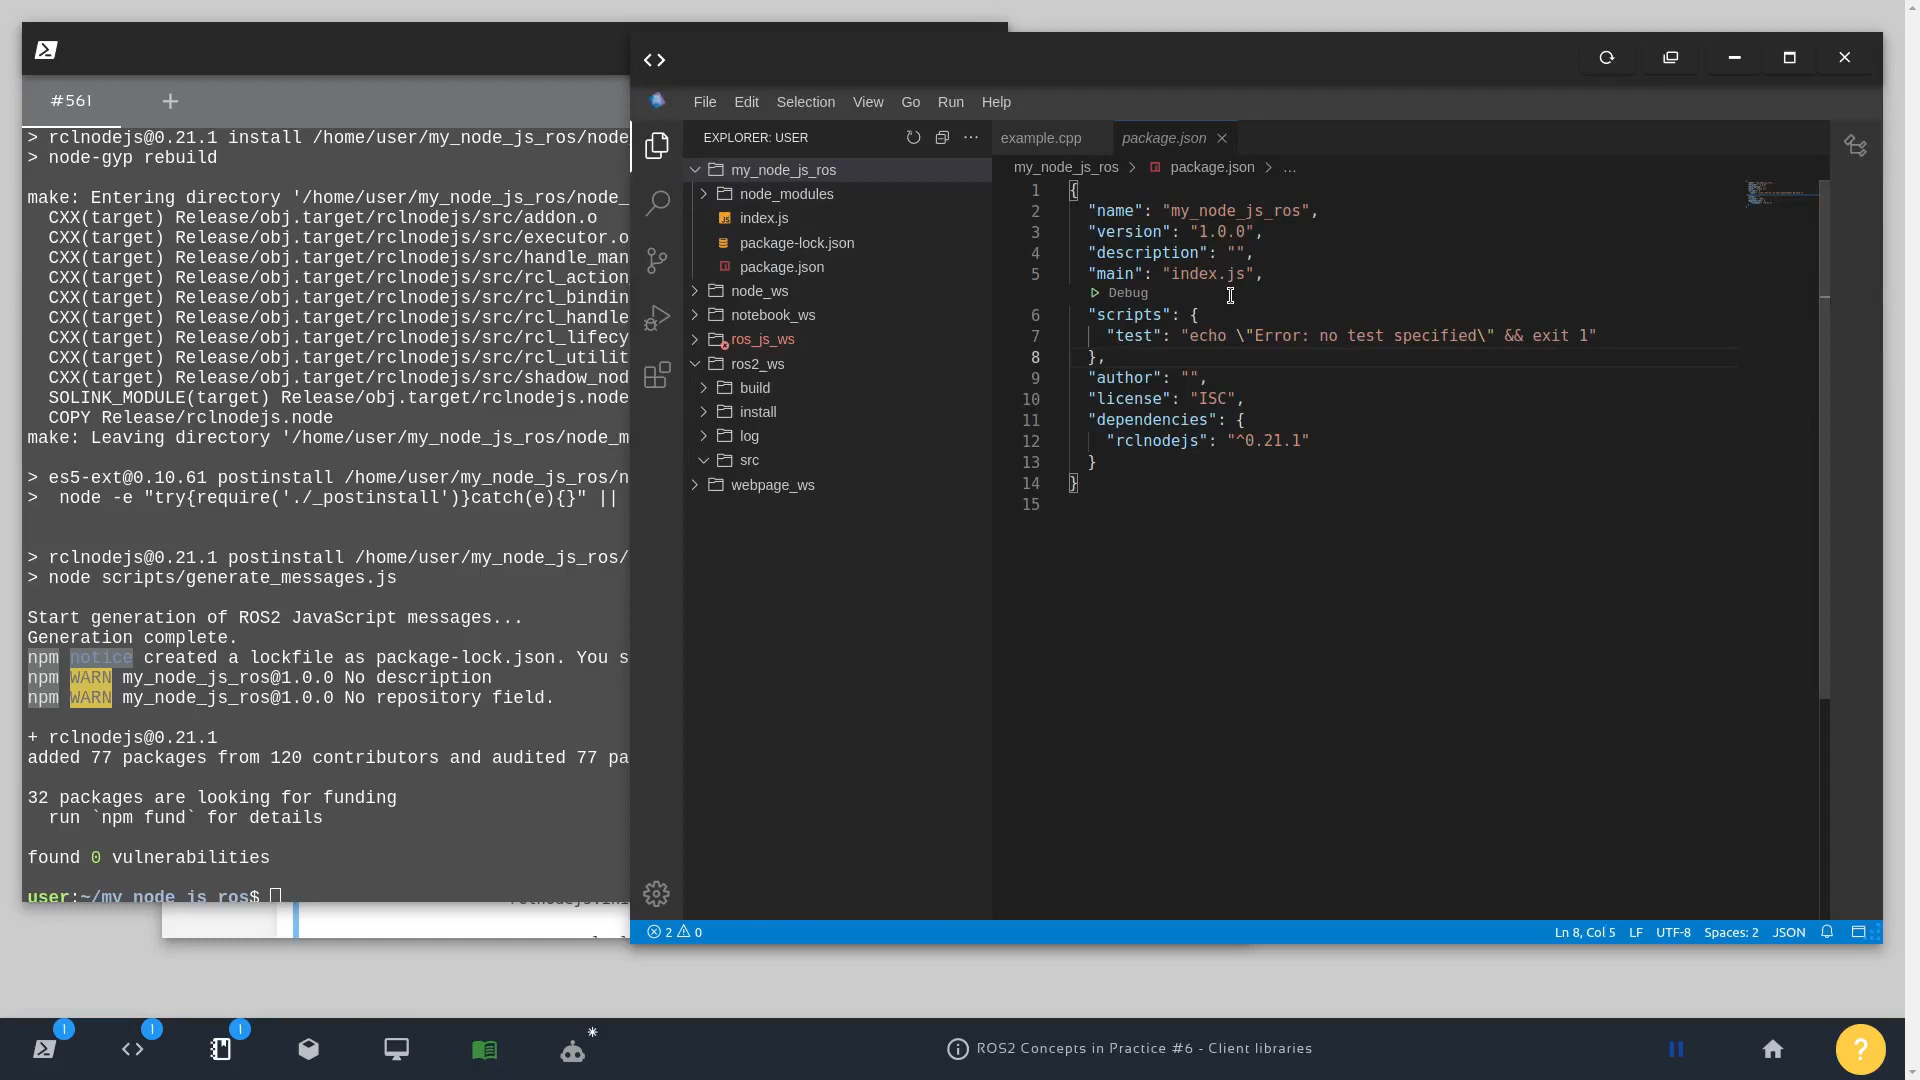 #561
+
> rclnodejs@0.21.1 install /home/user/my_node_js_ros/node
> node-gyp rebuild
make: Entering directory '/home/user/my_node_js_ros/node_
CXX(target) Release/obj.target/rclnodejs/src/addon.o
CXX(target) Release/obj.target/rclnodejs/src/executor.o
CXX(target) Release/obj.target/rclnodejs/src/handle_man
CXX(target) Release/obj.target/rclnodejs/src/rcl_action
CXX(target) Release/obj.target/rclnodejs/src/rcl_bindin
CXX(target) Release/obj.target/rclnodejs/src/rcl_handle
CXX(target) Release/obj.target/rclnodejs/src/rcl_lifecy
CXX(target) Release/obj.target/rclnodejs/src/rcl_utilit
CXX(target) Release/obj.target/rclnodejs/src/shadow_nod
SOLINK_MODULE(target) Release/obj.target/rclnodejs.node
COPY Release/rclnodejs.node
make: Leaving directory '/home/user/my_node_js_ros/node_m
> es5-ext@0.10.61 postinstall /home/user/my_node_js_ros/n
>  node -e "try{require('./_postinstall')}catch(e){}" ||
> rclnodejs@0.21.1 postinstall /home/user/my_node_js_ros/
> node scripts/generate_messages.js
Start generation of ROS2 JavaScript messages...
Generation complete.
npm notice created a lockfile as package-lock.json. You s
npm WARN my_node_js_ros@1.0.0 No description
npm WARN my_node_js_ros@1.0.0 No repository field.
+ rclnodejs@0.21.1
added 77 packages from 120 contributors and audited 77 pa
32 packages are looking for funding
run `npm fund` for details
found 0 vulnerabilities
user:~/my_node_js_ros$
File Edit Selection View Go Run Help
EXPLORER: USER
my_node_js_ros
node_modules
index.js
package-lock.json
package.json
node_ws
notebook_ws
ros_js_ws
ros2_ws
build
install
log
src
webpage_ws
example.cpp package.json
my_node_js_ros > package.json > ...
1 {
2 "name": "my_node_js_ros",
3 "version": "1.0.0",
4 "description": "",
5 "main": "index.js",
Debug
6 "scripts": {
7 "test": "echo \"Error: no test specified\" && exit 1"
8 },
9 "author": "",
10 "license": "ISC",
11 "dependencies": {
12 "rclnodejs": "^0.21.1"
13 }
14 }
15
2 0 Ln 8, Col 5 LF UTF-8 Spaces: 2 JSON
1 1 1
ROS2 Concepts in Practice #6 - Client libraries
?